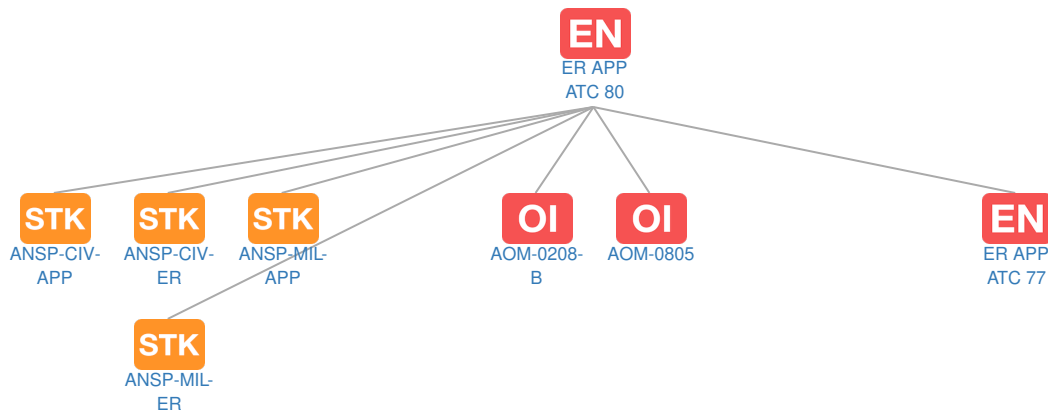 EN
ER APP
ATC 80
STK
ANSP-CIV-
APP
STK
ANSP-CIV-
ER
STK
ANSP-MIL-
APP
OI
AOM-0208-
B
OI
AOM-0805
EN
ER APP
ATC 77
STK
ANSP-MIL-
ER